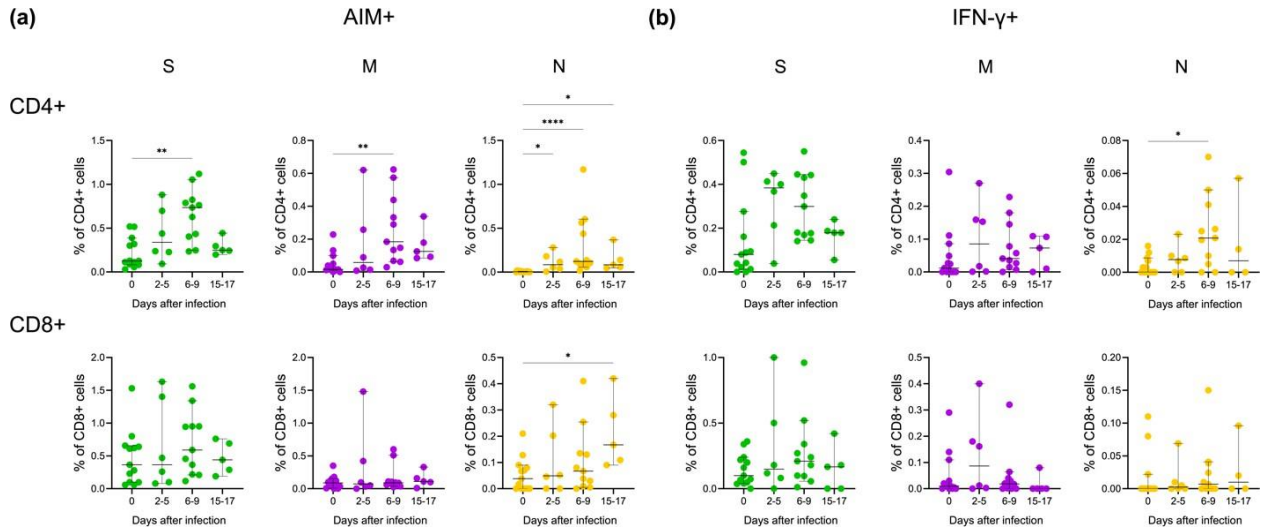 (a) AIM+ (b) IFN-γ+
S M N S M N
CD4+
** ** * **** * *
% of CD4+ cells
1.5
1.0
0.5
0.0
0 2-5 6-9 15-17
Days after infection
% of CD4+ cells
0.8
0.6
0.4
0.2
0.0
0 2-5 6-9 15-17
Days after infection
% of CD4+ cells
1.5
1.0
0.5
0.0
0 2-5 6-9 15-17
Days after infection
% of CD4+ cells
0.6
0.4
0.2
0.0
0 2-5 6-9 15-17
Days after infection
% of CD4+ cells
0.4
0.3
0.2
0.1
0.0
0 2-5 6-9 15-17
Days after infection
% of CD4+ cells
0.08
0.06
0.04
0.02
0.00
0 2-5 6-9 15-17
Days after infection
CD8+
% of CD8+ cells
2.0
1.5
1.0
0.5
0.0
0 2-5 6-9 15-17
Days after infection
% of CD8+ cells
2.0
1.5
1.0
0.5
0.0
0 2-5 6-9 15-17
Days after infection
*
% of CD8+ cells
0.5
0.4
0.3
0.2
0.1
0.0
0 2-5 6-9 15-17
Days after infection
% of CD8+ cells
1.0
0.5
0.0
0 2-5 6-9 15-17
Days after infection
% of CD8+ cells
0.5
0.4
0.3
0.2
0.1
0.0
0 2-5 6-9 15-17
Days after infection
% of CD8+ cells
0.20
0.15
0.10
0.05
0.00
0 2-5 6-9 15-17
Days after infection